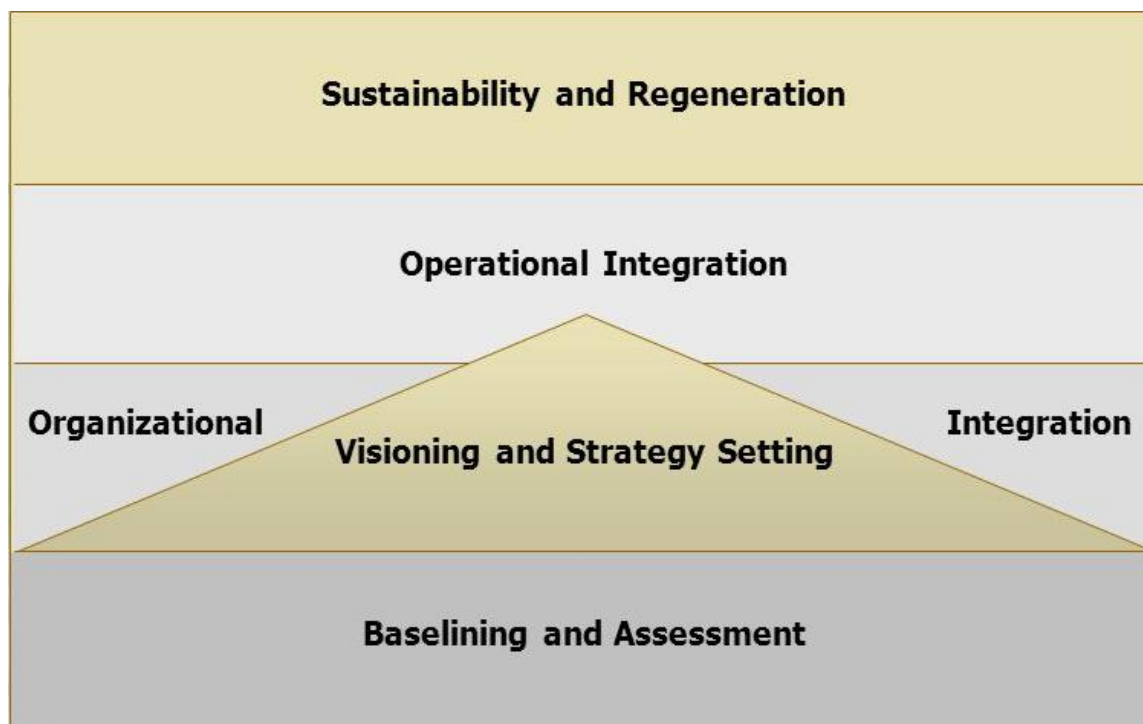 Sustainability and Regeneration
Operational Integration
Organizational Integration
Visioning and Strategy Setting
Baselining and Assessment